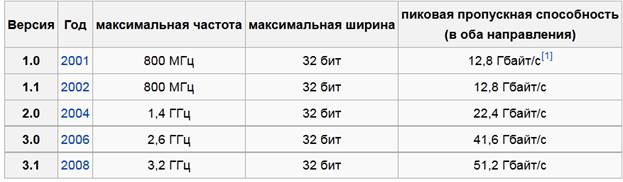 Версия Год максимальная частота максимальная ширина пиковая пропускная способность
(в оба направления)
1.0 2001 800 МГц 32 бит 12,8 Гбайт/с[1]
1.1 2002 800 МГц 32 бит 12,8 Гбайт/с
2.0 2004 1,4 ГГц 32 бит 22,4 Гбайт/с
3.0 2006 2,6 ГГц 32 бит 41,6 Гбайт/с
3.1 2008 3,2 ГГц 32 бит 51,2 Гбайт/с